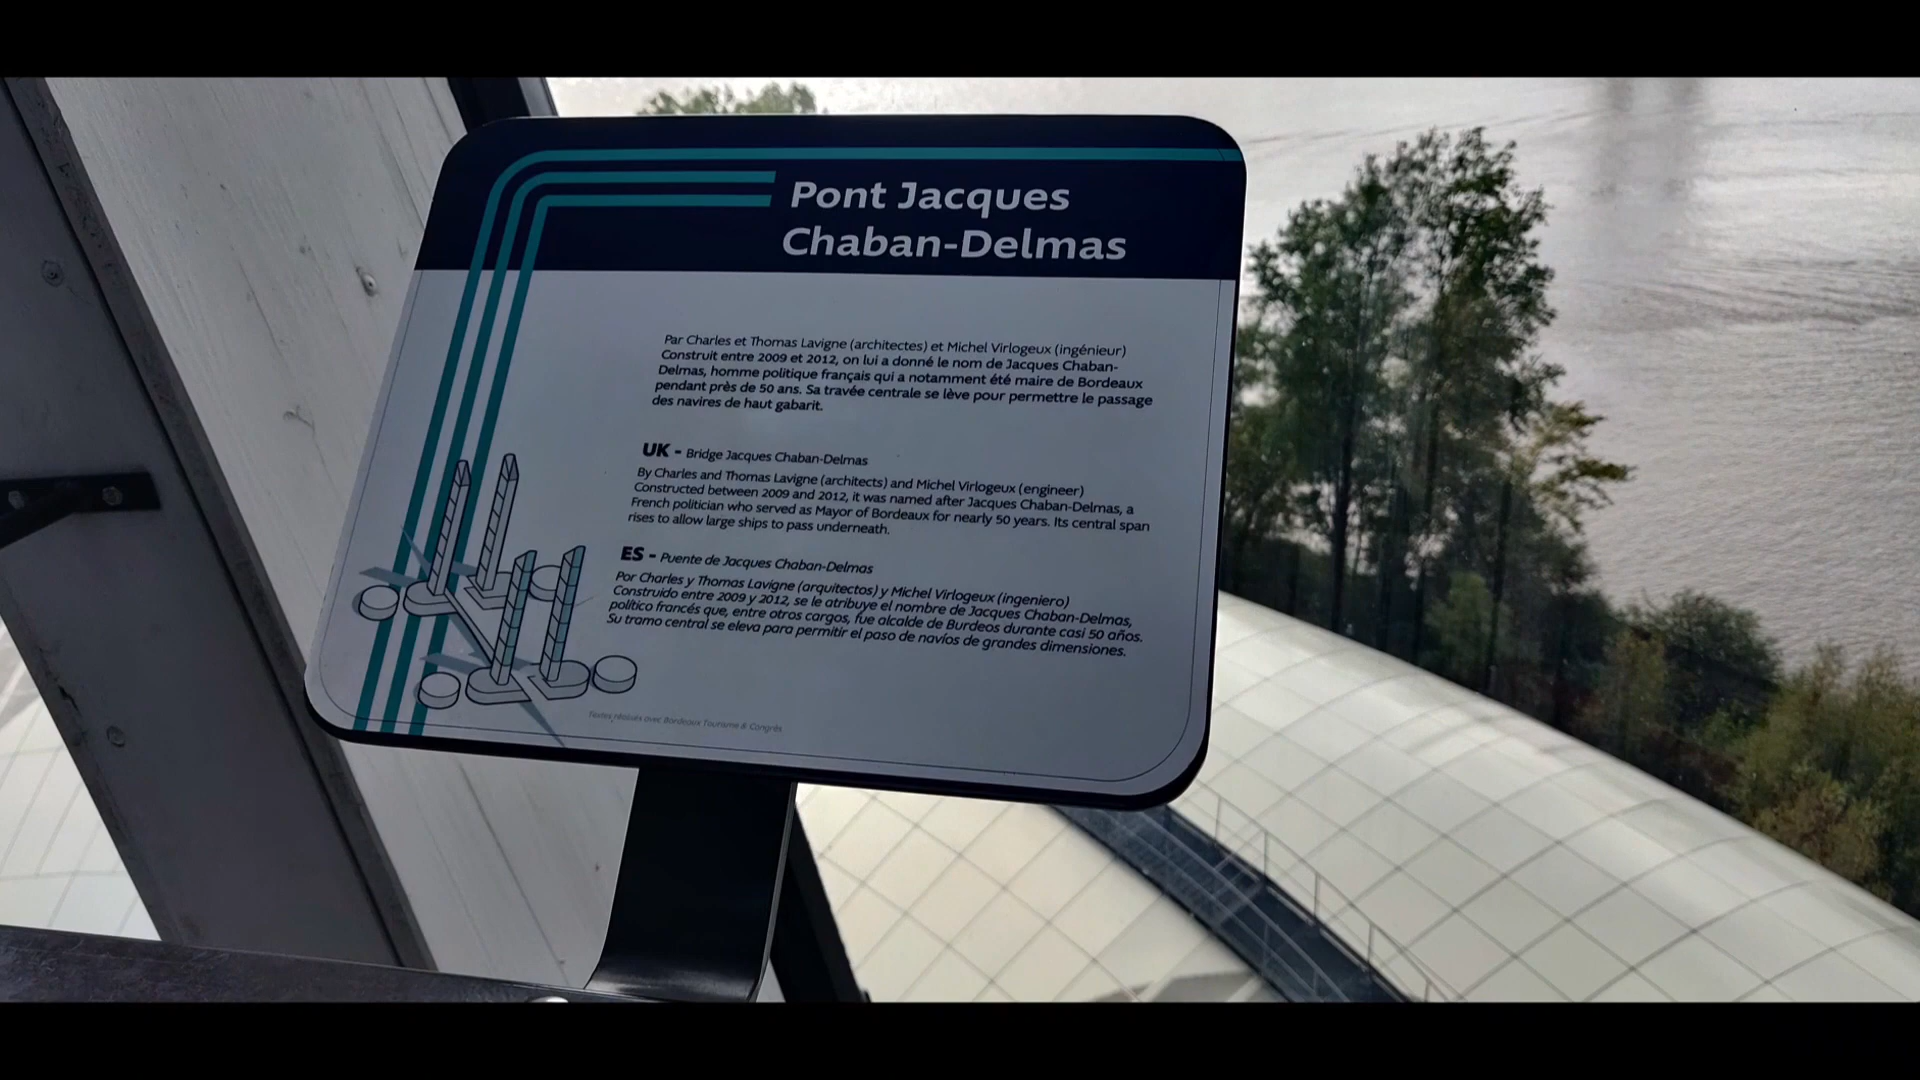 Pont Jacques
Chaban-Delmas
Par Charles et Thomas Lavigne (architectes) et Michel Virlogeux (ingénieur)
Construit entre 2009 et 2012, on lui a donné le nom de Jacques Chaban-
Delmas, homme politique français qui a notamment été maire de Bordeaux
pendant près de 50 ans. Sa travée centrale se lève pour permettre le passage
des navires de haut gabarit.
UK - Bridge Jacques Chaban-Delmas
By Charles and Thomas Lavigne (architects) and Michel Virlogeux (engineer)
Constructed between 2009 and 2012, it was named after Jacques Chaban-Delmas, a
French politician who served as Mayor of Bordeaux for nearly 50 years. Its central span
rises to allow large ships to pass underneath.
ES - Puente de Jacques Chaban-Delmas
Por Charles y Thomas Lavigne (arquitectos) y Michel Virlogeux (ingeniero)
Construido entre 2009 y 2012, se le atribuye el nombre de Jacques Chaban-Delmas,
político francés que, entre otros cargos, fue alcalde de Burdeos durante casi 50 años.
Su tramo central se eleva para permitir el paso de navíos de grandes dimensiones.
Textes réalisés avec Bordeaux Tourisme & Congrès